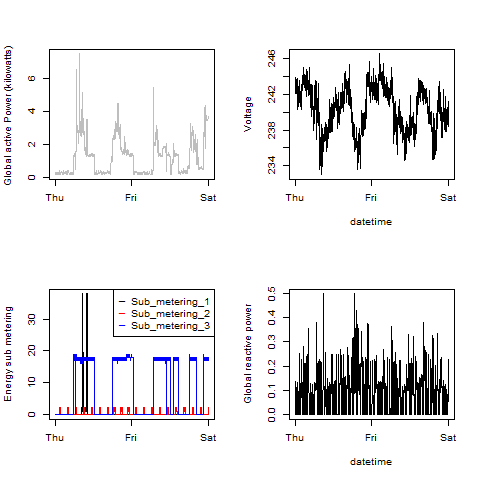 Global active Power (kilowatts)
0 2 4 6
Thu Fri Sat
Voltage
234 238 242 246
Thu Fri Sat
datetime
Energy sub metering
0 10 20 30
Sub_metering_1
Sub_metering_2
Sub_metering_3
Thu Fri Sat
Global reactive power
0.0 0.1 0.2 0.3 0.4 0.5
Thu Fri Sat
datetime